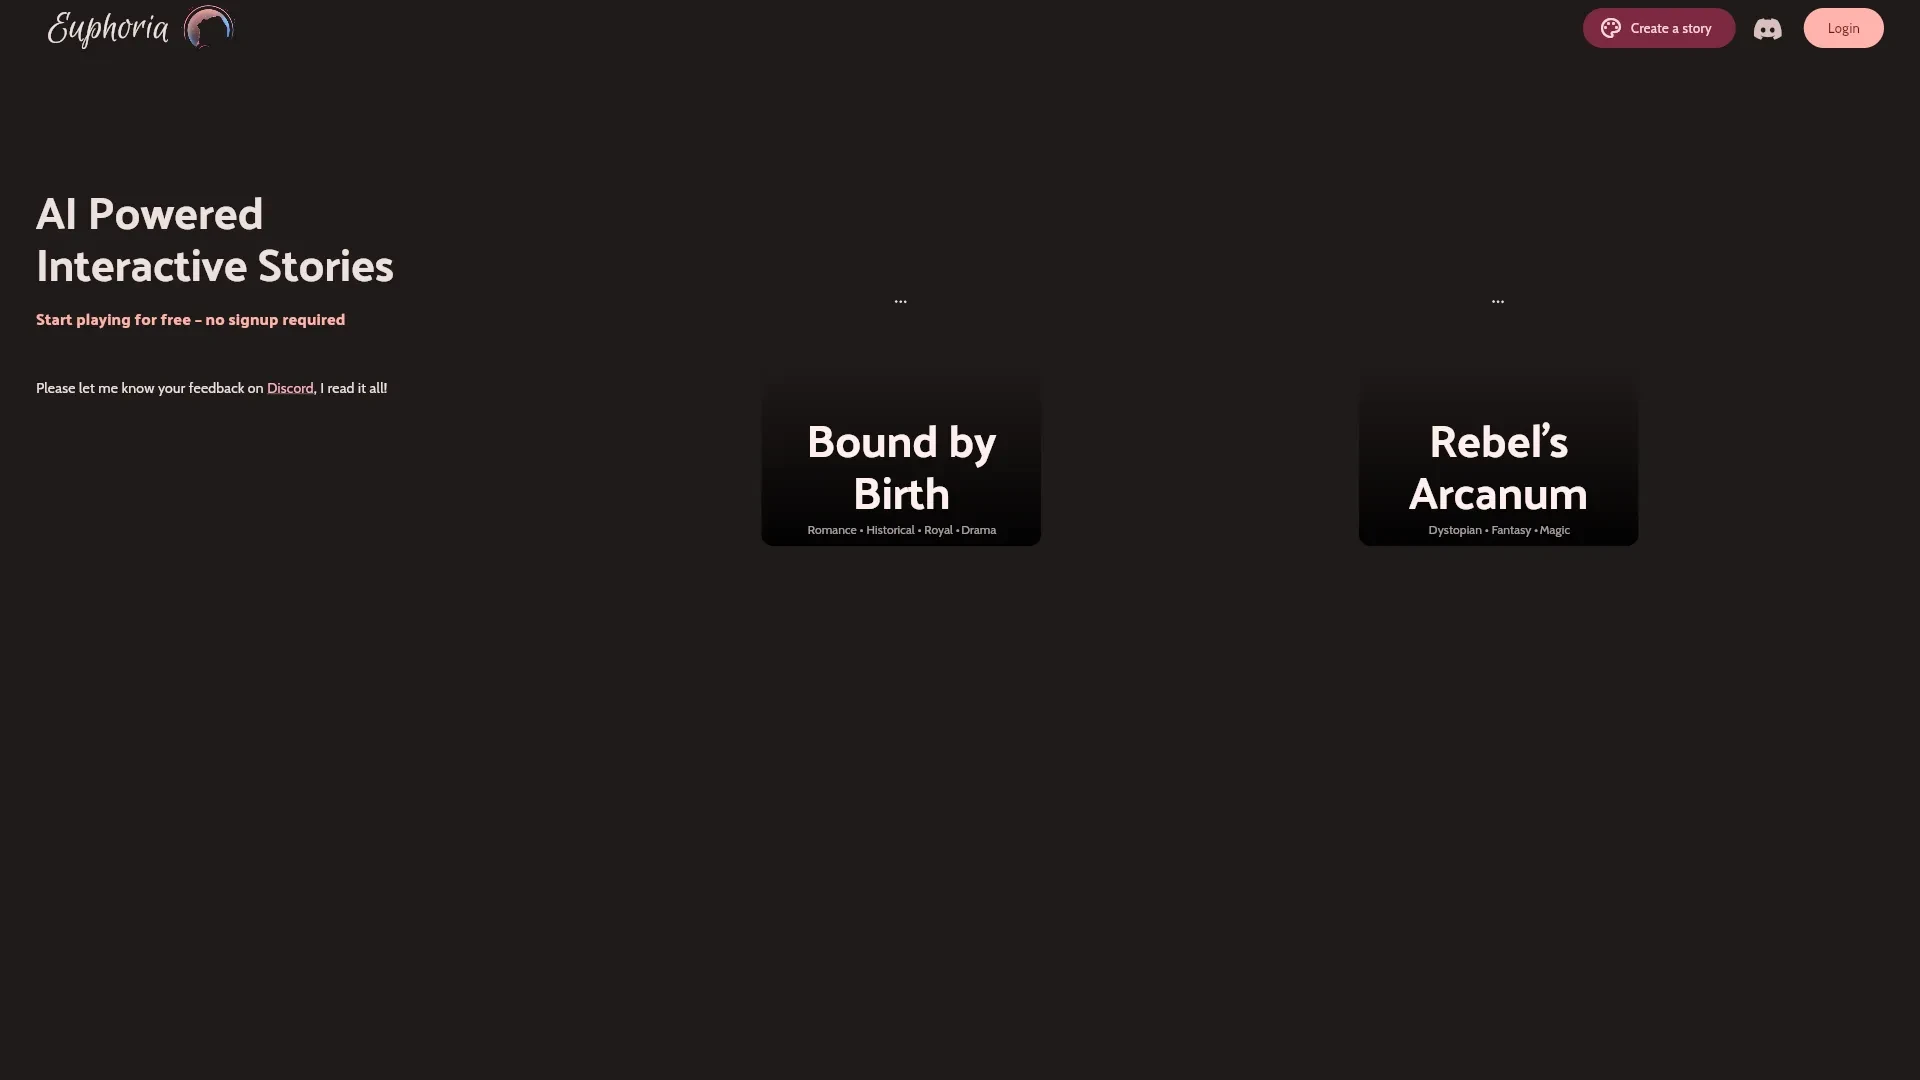 Euphoria
Create a story
Login
AI Powered
Interactive Stories
Start playing for free – no signup required
Please let me know your feedback on Discord, I read it all!
...
Bound by
Birth
Romance • Historical • Royal • Drama
...
Rebel’s
Arcanum
Dystopian • Fantasy • Magic